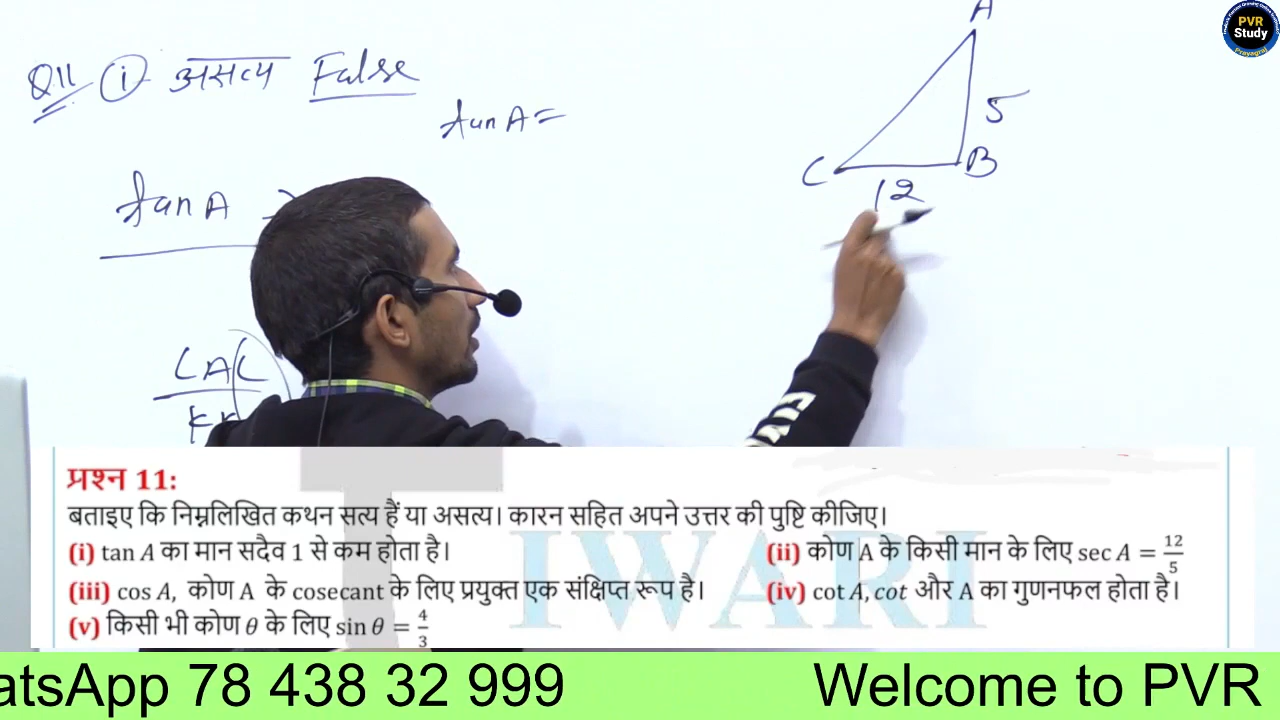 A
PVR
Study
Prayagraj
Q11 (i) असत्य False
tan A =
5
C
B
12
tan A
प्रश्न 11:
बताइए कि निम्नलिखित कथन सत्य हैं या असत्य। कारन सहित अपने उत्तर की पुष्टि कीजिए।
(i) tan A का मान सदैव 1 से कम होता है।
(ii) कोण A के किसी मान के लिए sec A = 12/5
(iii) cos A, कोण A के cosecant के लिए प्रयुक्त एक संक्षिप्त रूप है।
(iv) cot A, cot और A का गुणनफल होता है।
(v) किसी भी कोण θ के लिए sin θ = 4/3
IWARI
atsApp 78 438 32 999
Welcome to PVR